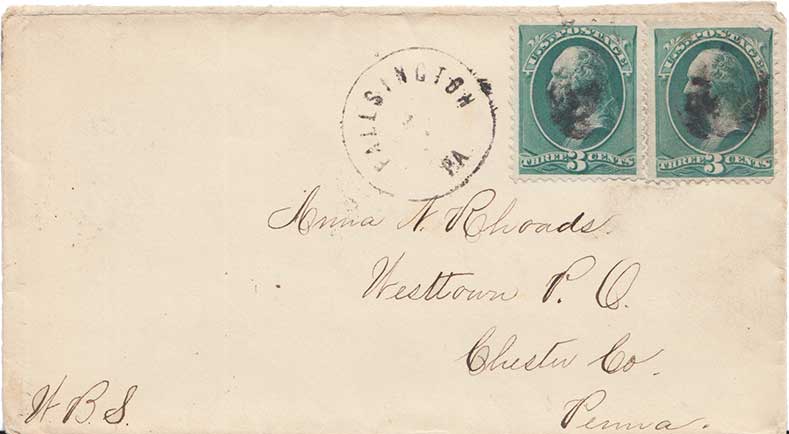 U.S. POSTAGE
THREE 3 CENTS
U.S. POSTAGE
THREE 3 CENTS
FALLSINGTON
PA
Anna N. Rhoads.
Westtown P. O.
Chester Co.
Penna.
W B. S.